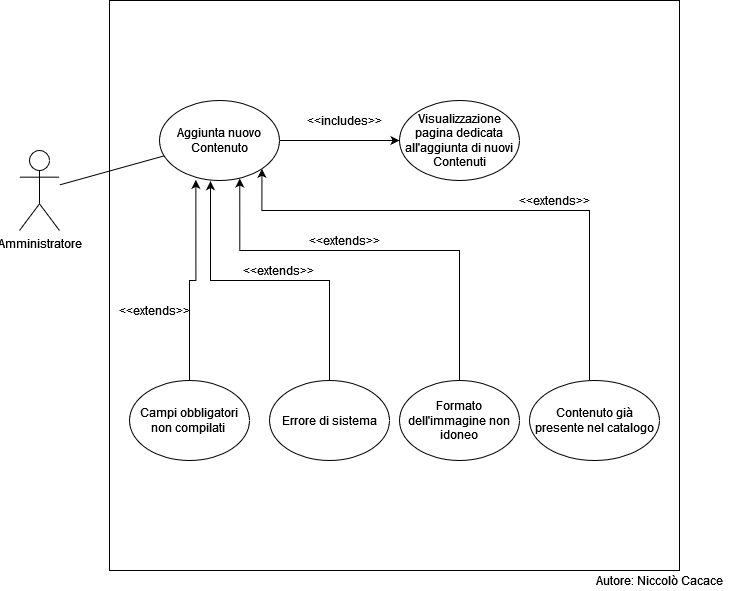 Aggiunta nuovo
Contenuto
<<includes>>
Visualizzazione
pagina dedicata
all'aggiunta di nuovi
Contenuti
Amministratore
<<extends>>
<<extends>>
<<extends>>
<<extends>>
Campi obbligatori
non compilati
Errore di sistema
Formato
dell'immagine non
idoneo
Contenuto già
presente nel catalogo
Autore: Niccolò Cacace